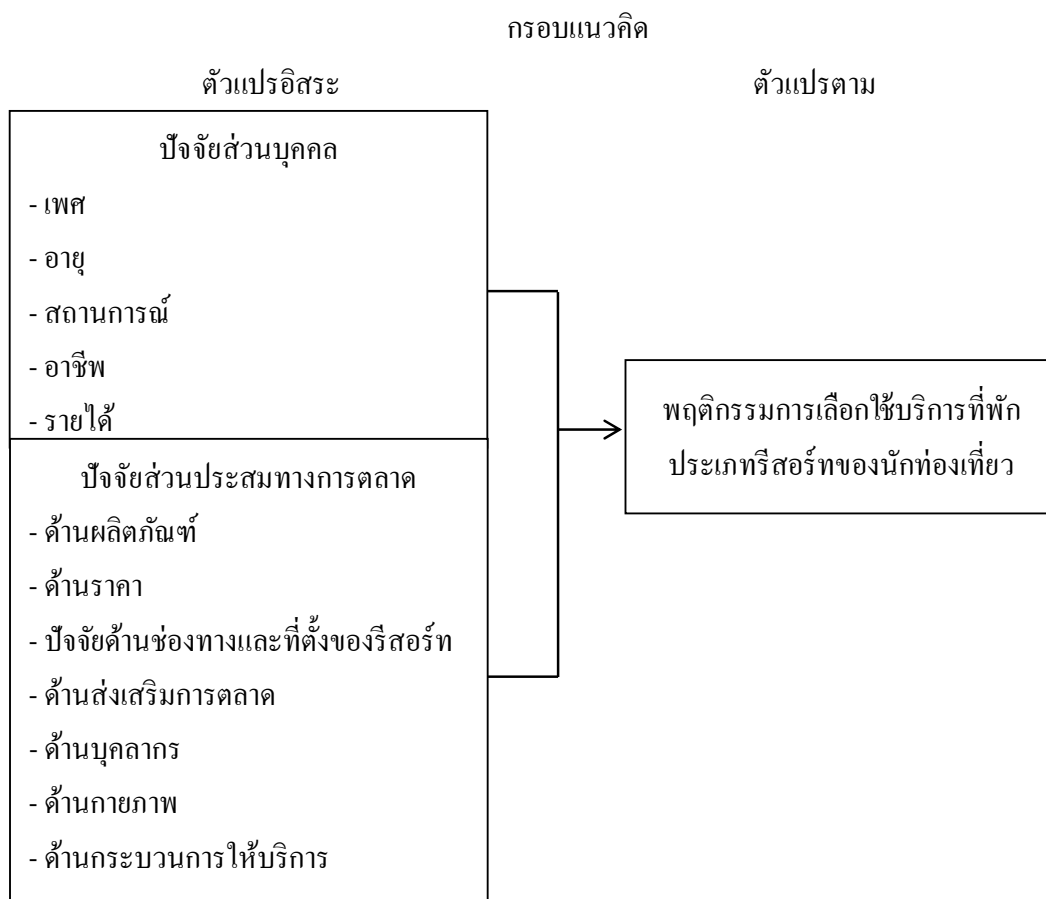 กรอบแนวคิด
ตัวแปรอิสระ
ตัวแปรตาม
ปัจจัยส่วนบุคคล
- เพศ
- อายุ
- สถานการณ์
- อาชีพ
- รายได้
ปัจจัยส่วนประสมทางการตลาด
- ด้านผลิตภัณฑ์
- ด้านราคา
- ปัจจัยด้านช่องทางและที่ตั้งของรีสอร์ท
- ด้านส่งเสริมการตลาด
- ด้านบุคลากร
- ด้านกายภาพ
- ด้านกระบวนการให้บริการ
พฤติกรรมการเลือกใช้บริการที่พัก
ประเภทรีสอร์ทของนักท่องเที่ยว